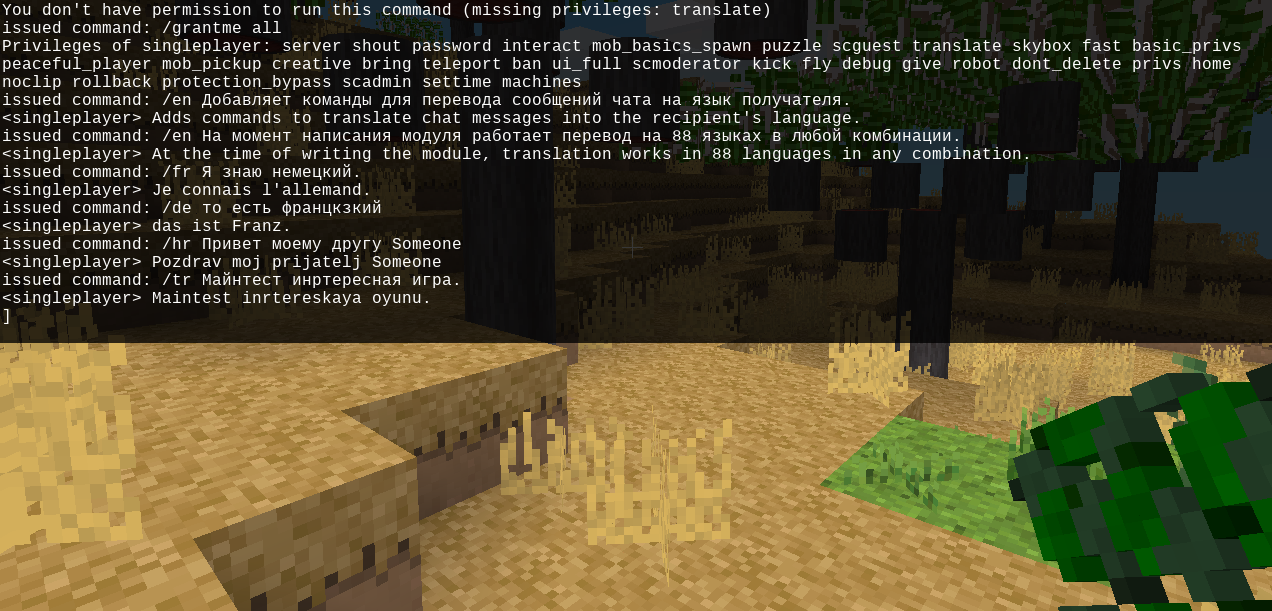 You don't have permission to run this command (missing privileges: translate)
issued command: /grantme all
Privileges of singleplayer: server shout password interact mob_basics_spawn puzzle scguest translate skybox fast basic_privs
peaceful_player mob_pickup creative bring teleport ban ui_full scmoderator kick fly debug give robot dont_delete privs home
noclip rollback protection_bypass scadmin settime machines
issued command: /en Добавляет команды для перевода сообщений чата на язык получателя.
<singleplayer> Adds commands to translate chat messages into the recipient's language.
issued command: /en На момент написания модуля работает перевод на 88 языках в любой комбинации.
<singleplayer> At the time of writing the module, translation works in 88 languages in any combination.
issued command: /fr Я знаю немецкий.
<singleplayer> Je connais l'allemand.
issued command: /de то есть францкзкий
<singleplayer> das ist Franz.
issued command: /hr Привет моему другу Someone
<singleplayer> Pozdrav moj prijatelj Someone
issued command: /tr Майнтест инртересная игра.
<singleplayer> Maintest inrtereskaya oyunu.
]